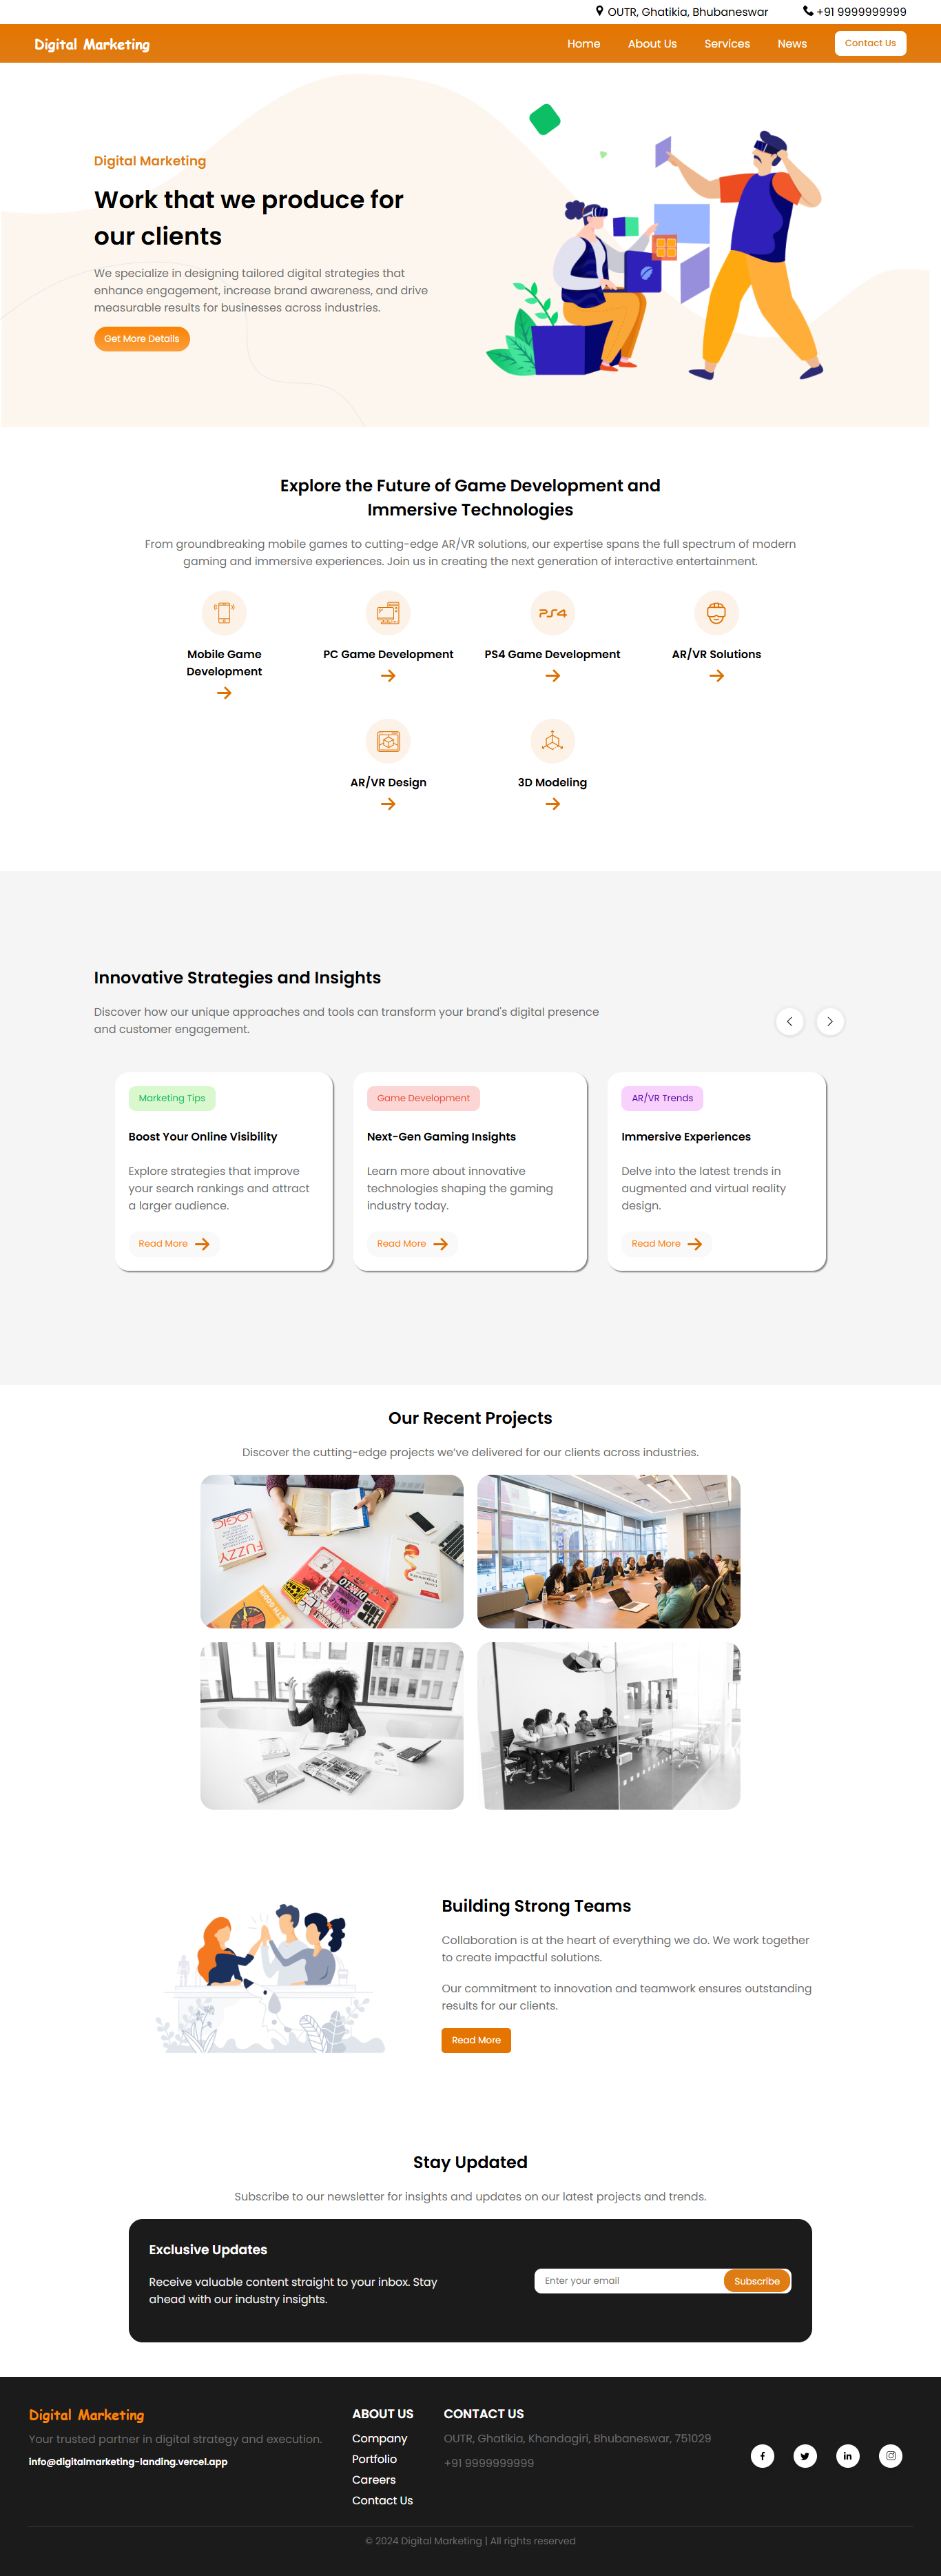 OUTR, Ghatikia, Bhubaneswar
+91 9999999999
Digital Marketing
Home
About Us
Services
News
Contact Us
Digital Marketing
Work that we produce for
our clients
We specialize in designing tailored digital strategies that
enhance engagement, increase brand awareness, and drive
measurable results for businesses across industries.
Get More Details
Explore the Future of Game Development and
Immersive Technologies
From groundbreaking mobile games to cutting-edge AR/VR solutions, our expertise spans the full spectrum of modern
gaming and immersive experiences. Join us in creating the next generation of interactive entertainment.
Mobile Game
Development
PC Game Development
PS4
PS4 Game Development
AR/VR Solutions
AR/VR Design
3D Modeling
Innovative Strategies and Insights
Discover how our unique approaches and tools can transform your brand's digital presence
and customer engagement.
Marketing Tips
Boost Your Online Visibility
Explore strategies that improve
your search rankings and attract
a larger audience.
Read More
Game Development
Next-Gen Gaming Insights
Learn more about innovative
technologies shaping the gaming
industry today.
Read More
AR/VR Trends
Immersive Experiences
Delve into the latest trends in
augmented and virtual reality
design.
Read More
Our Recent Projects
Discover the cutting-edge projects we've delivered for our clients across industries.
LOGIC
FUZZY
Building Strong Teams
Collaboration is at the heart of everything we do. We work together
to create impactful solutions.
Our commitment to innovation and teamwork ensures outstanding
results for our clients.
Read More
Stay Updated
Subscribe to our newsletter for insights and updates on our latest projects and trends.
Exclusive Updates
Receive valuable content straight to your inbox. Stay
ahead with our industry insights.
Enter your email
Subscribe
Digital Marketing
Your trusted partner in digital strategy and execution.
info@digitalmarketing-landing.vercel.app
ABOUT US
Company
Portfolio
Careers
Contact Us
CONTACT US
OUTR, Ghatikia, Khandagiri, Bhubaneswar, 751029
+91 9999999999
© 2024 Digital Marketing | All rights reserved